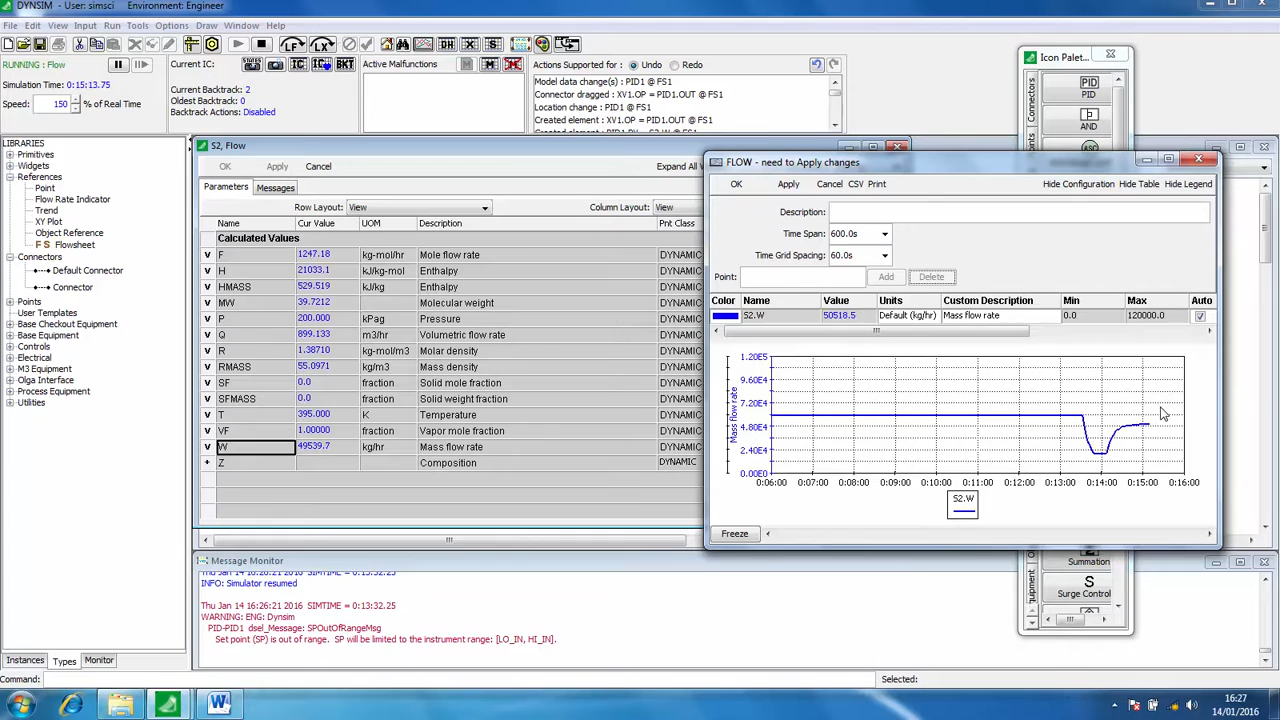 DYNSIM - User: simsci    Environment: Engineer
File Edit View Input Run Tools Options Draw Window Help
RUNNING : Flow
Simulation Time: 0:15:13.75
Speed: 150 % of Real Time
Current IC:
Current Backtrack: 2
Oldest Backtrack: 0
Backtrack Actions: Disabled
Active Malfunctions
Actions Supported for: Undo Redo
Model data change(s) : PID1 @ FS1
Connector dragged : XV1.OP = PID1.OUT @ FS1
Location change : PID1 @ FS1
Created element : XV1.OP = PID1.OUT @ FS1
Icon Palet...
Connectors
PID
PID
AND
LIBRARIES
Primitives
Widgets
References
Point
Flow Rate Indicator
Trend
XY Plot
Object Reference
F S Flowsheet
Connectors
Default Connector
Connector
Points
User Templates
Base Checkout Equipment
Base Equipment
Controls
Electrical
M3 Equipment
Olga Interface
Process Equipment
Utilities
Instances Types Monitor
Command:
Selected:
S2, Flow
OK Apply Cancel Expand All
Parameters Messages
Row Layout: View Column Layout: View
Name Cur Value UOM Description Pnt Class
Calculated Values
v F 1247.18 kg-mol/hr Mole flow rate DYNAMIC
v H 21033.1 kJ/kg-mol Enthalpy DYNAMIC
v HMASS 529.519 kJ/kg Enthalpy DYNAMIC
v MW 39.7212 Molecular weight DYNAMIC
v P 200.000 kPag Pressure DYNAMIC
v Q 899.133 m3/hr Volumetric flow rate DYNAMIC
v R 1.38710 kg-mol/m3 Molar density DYNAMIC
v RMASS 55.0971 kg/m3 Mass density DYNAMIC
v SF 0.0 fraction Solid mole fraction DYNAMIC
v SFMASS 0.0 fraction Solid weight fraction DYNAMIC
v T 395.000 K Temperature DYNAMIC
v VF 1.00000 fraction Vapor mole fraction DYNAMIC
v W 49539.7 kg/hr Mass flow rate DYNAMIC
+ Z Composition DYNAMIC
FLOW - need to Apply changes
OK Apply Cancel CSV Print Hide Configuration Hide Table Hide Legend
Description:
Time Span: 600.0s
Time Grid Spacing: 60.0s
Point: Add Delete
Color Name Value Units Custom Description Min Max Auto
S2.W 50518.5 Default (kg/hr) Mass flow rate 0.0 120000.0
Mass flow rate
1.20E5
9.60E4
7.20E4
4.80E4
2.40E4
0.00E0
0:06:00 0:07:00 0:08:00 0:09:00 0:10:00 0:11:00 0:12:00 0:13:00 0:14:00 0:15:00 0:16:00
S2.W
Freeze
Summation
S
Surge Control
Message Monitor
INFO: Simulator resumed
Thu Jan 14 16:26:21 2016 SIMTIME = 0:13:32.25
WARNING: ENG: Dynsim
PID-PID1 dsel_Message: SPOutOfRangeMsg
Set point (SP) is out of range. SP will be limited to the instrument range: [LO_IN, HI_IN].
16:27
14/01/2016